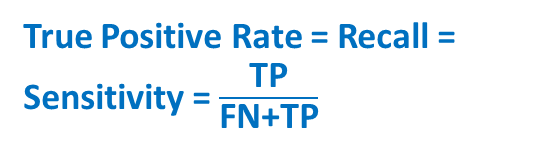 True Positive Rate = Recall =
Sensitivity = TP
FN+TP